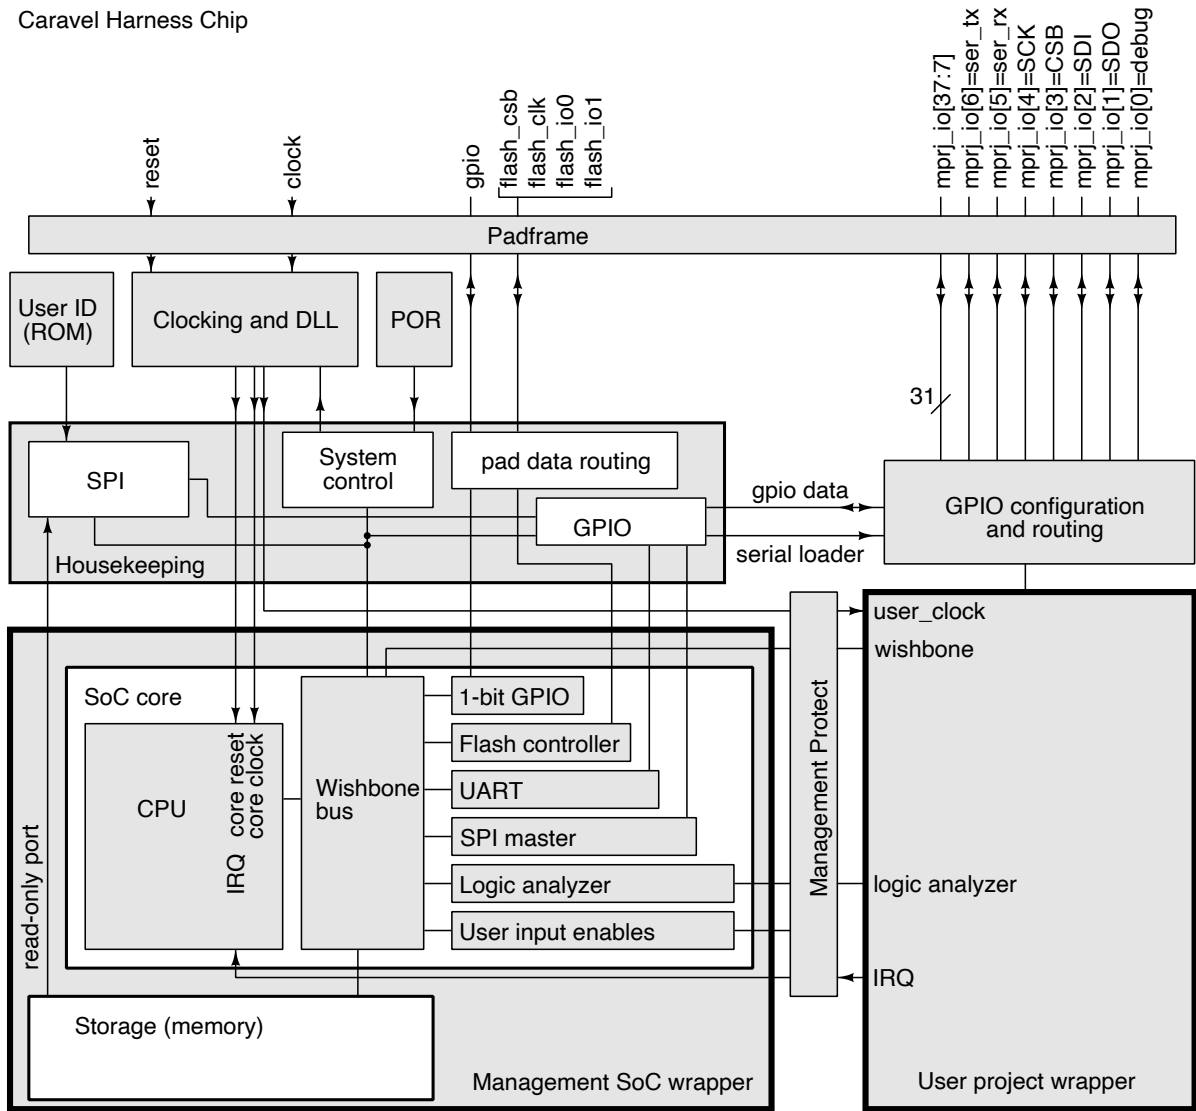 Caravel Harness Chip
reset
clock
gpio
flash_csb
flash_clk
flash_io0
flash_io1
mprj_io[37:7]
mprj_io[6]=ser_tx
mprj_io[5]=ser_rx
mprj_io[4]=SCK
mprj_io[3]=CSB
mprj_io[2]=SDI
mprj_io[1]=SDO
mprj_io[0]=debug
Padframe
User ID
(ROM)
Clocking and DLL
POR
31
SPI
System
control
pad data routing
GPIO
gpio data
serial loader
GPIO configuration
and routing
Housekeeping
user_clock
wishbone
SoC core
1-bit GPIO
Flash controller
UART
SPI master
Logic analyzer
User input enables
Wishbone
bus
CPU
core reset
core clock
IRQ
read-only port
Management Protect
logic analyzer
IRQ
Storage (memory)
Management SoC wrapper
User project wrapper